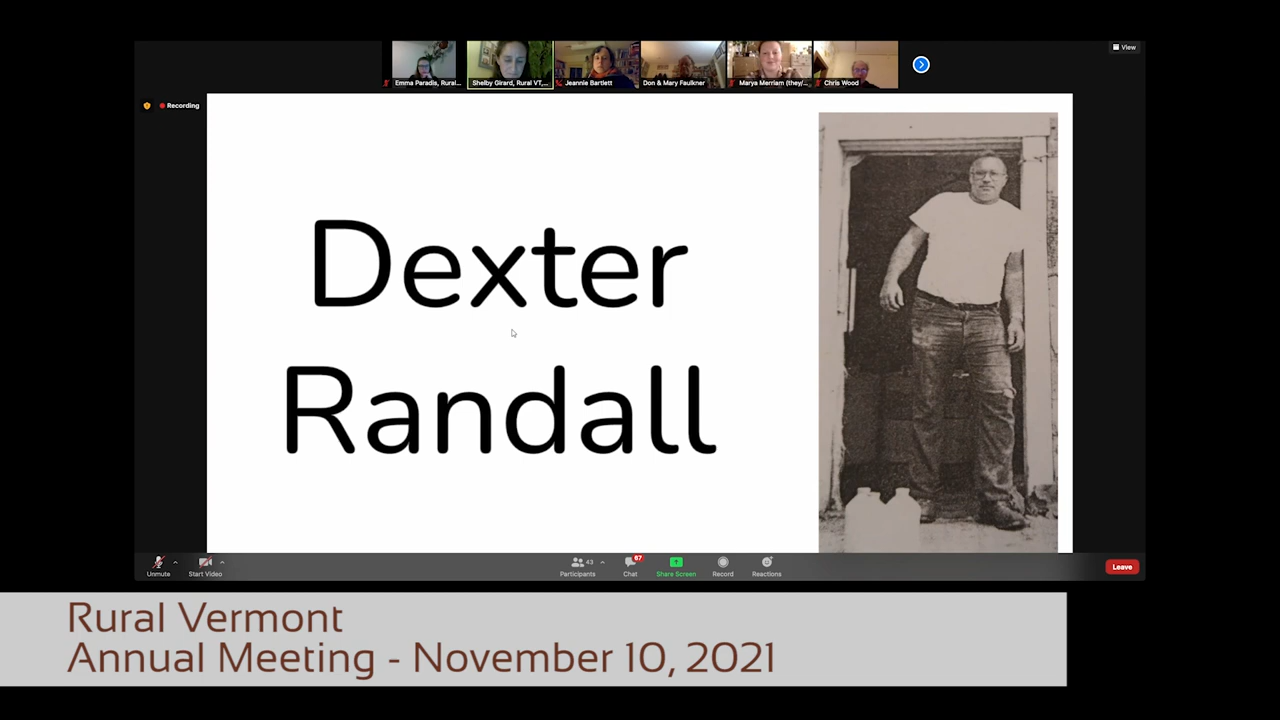 View
Emma Paradis, Rural...
Shelby Girard, Rural VT,...
Jeannie Bartlett
Don & Mary Faulkner
Marya Merriam (they/...
Chris Wood
Recording
Dexter
Randall
Unmute
Start Video
43
Participants
67
Chat
Share Screen
Record
Reactions
Leave
Rural Vermont
Annual Meeting - November 10, 2021